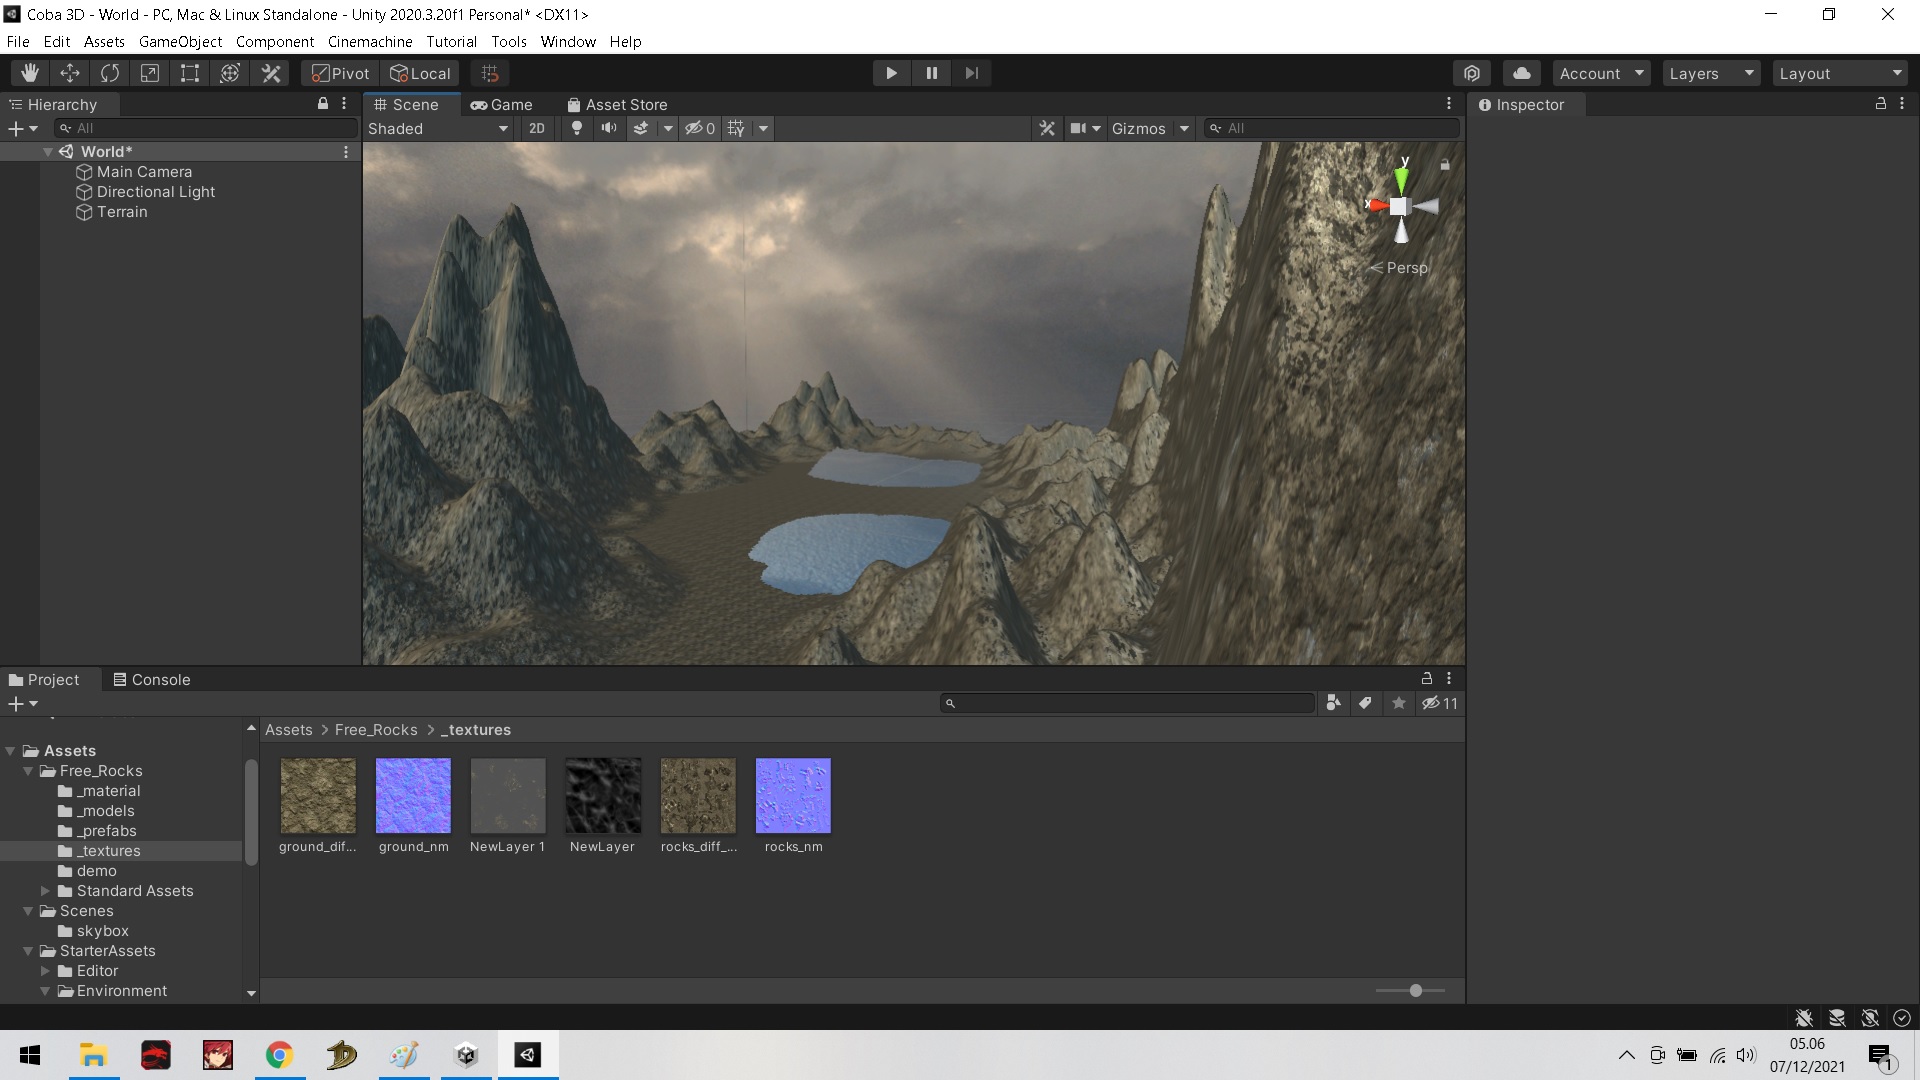 Coba 3D - World - PC, Mac & Linux Standalone - Unity 2020.3.20f1 Personal* <DX11>
File Edit Assets GameObject Component Cinemachine Tutorial Tools Window Help
Pivot Local Account Layers Layout
Hierarchy
All
World*
Main Camera
Directional Light
Terrain
Scene Game Asset Store
Shaded 2D 0 Gizmos All
y
x
Persp
Inspector
Project Console
11
Assets
Free_Rocks
_material
_models
_prefabs
_textures
demo
Standard Assets
Scenes
skybox
StarterAssets
Editor
Environment
Assets > Free_Rocks > _textures
ground_dif... ground_nm NewLayer 1 NewLayer rocks_diff_... rocks_nm
05.06
07/12/2021
1